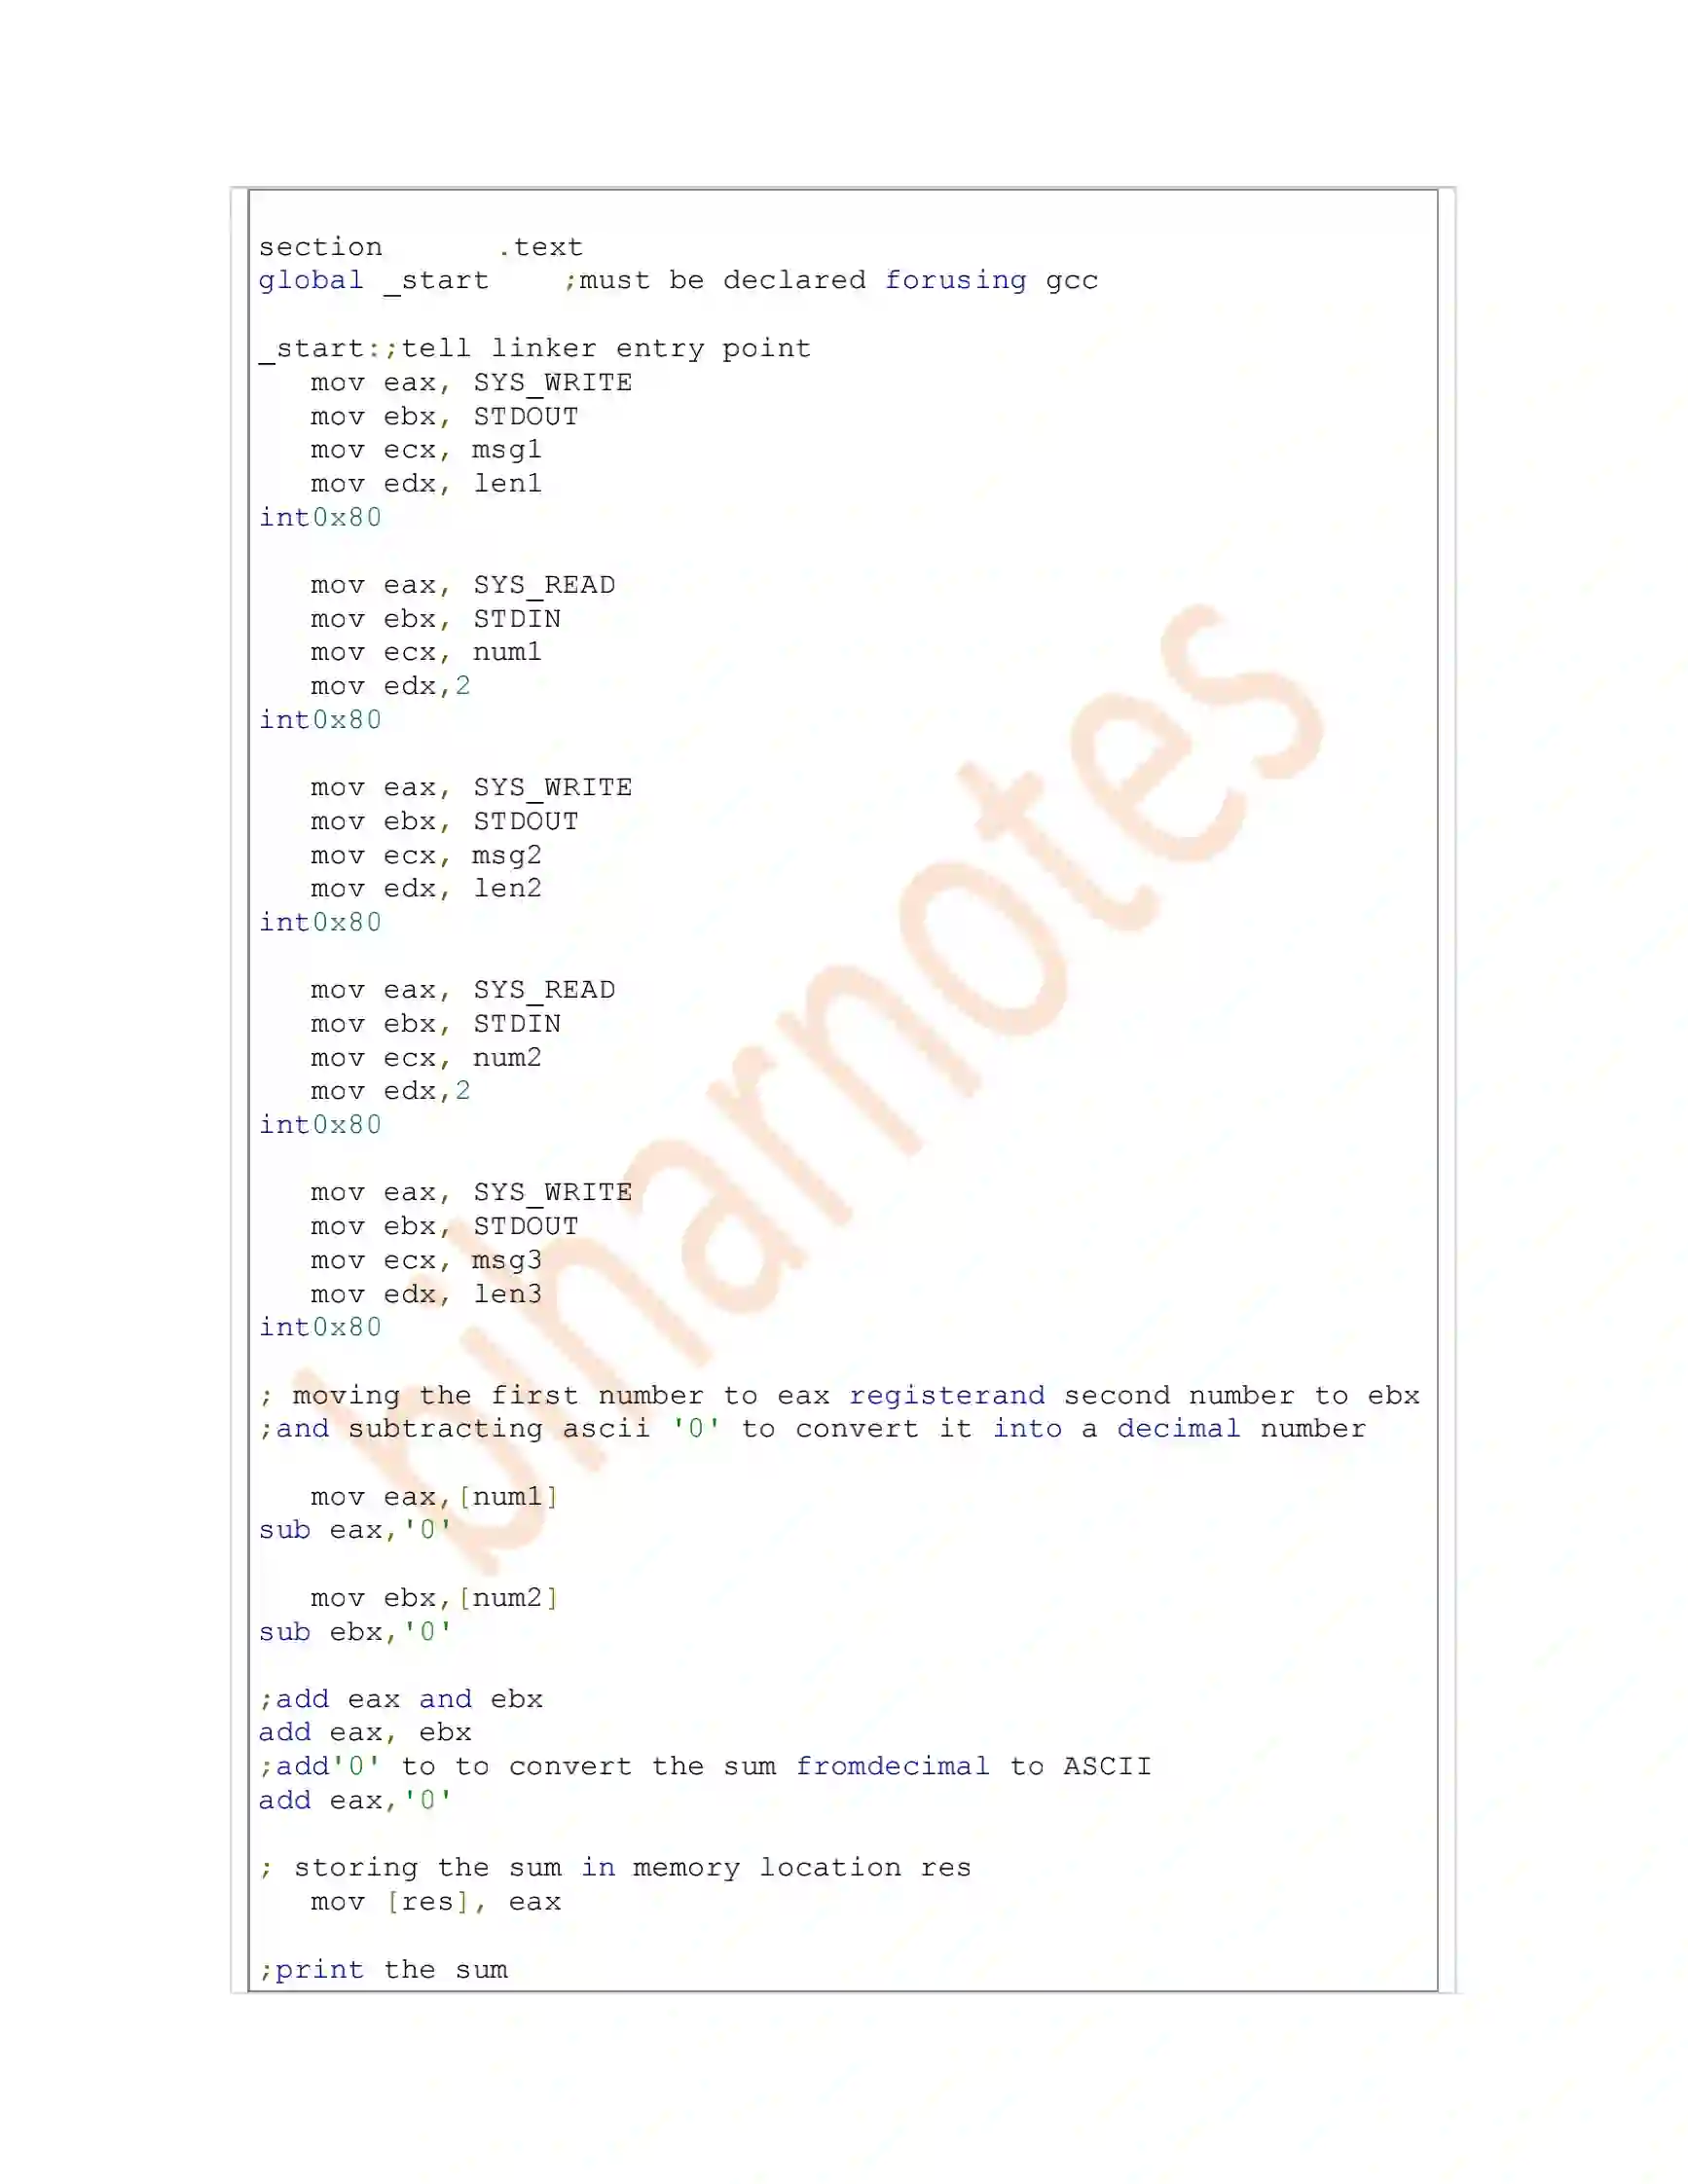 section .text
global _start ;must be declared forusing gcc
_start:;tell linker entry point
mov eax, SYS_WRITE
mov ebx, STDOUT
mov ecx, msg1
mov edx, len1
int0x80
mov eax, SYS_READ
mov ebx, STDIN
mov ecx, num1
mov edx,2
int0x80
mov eax, SYS_WRITE
mov ebx, STDOUT
mov ecx, msg2
mov edx, len2
int0x80
mov eax, SYS_READ
mov ebx, STDIN
mov ecx, num2
mov edx,2
int0x80
mov eax, SYS_WRITE
mov ebx, STDOUT
mov ecx, msg3
mov edx, len3
int0x80
; moving the first number to eax registerand second number to ebx
;and subtracting ascii '0' to convert it into a decimal number
mov eax,[num1]
sub eax,'0'
mov ebx,[num2]
sub ebx,'0'
;add eax and ebx
add eax, ebx
;add'0' to to convert the sum fromdecimal to ASCII
add eax,'0'
; storing the sum in memory location res
mov [res], eax
;print the sum
biharnotes